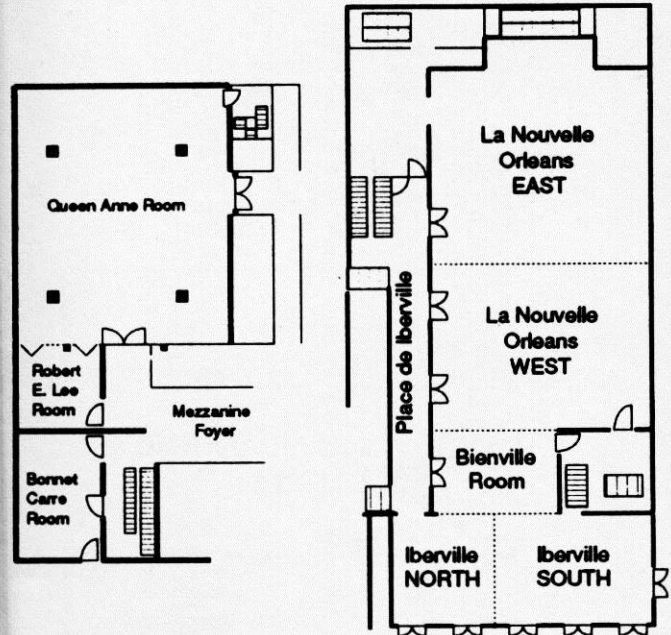 Queen Anne Room
Robert
E. Lee
Room
Mezzanine
Foyer
Bonnet
Carre
Room
La Nouvelle
Orleans
EAST
La Nouvelle
Orleans
WEST
Place de Iberville
Bienville
Room
Iberville
NORTH
Iberville
SOUTH